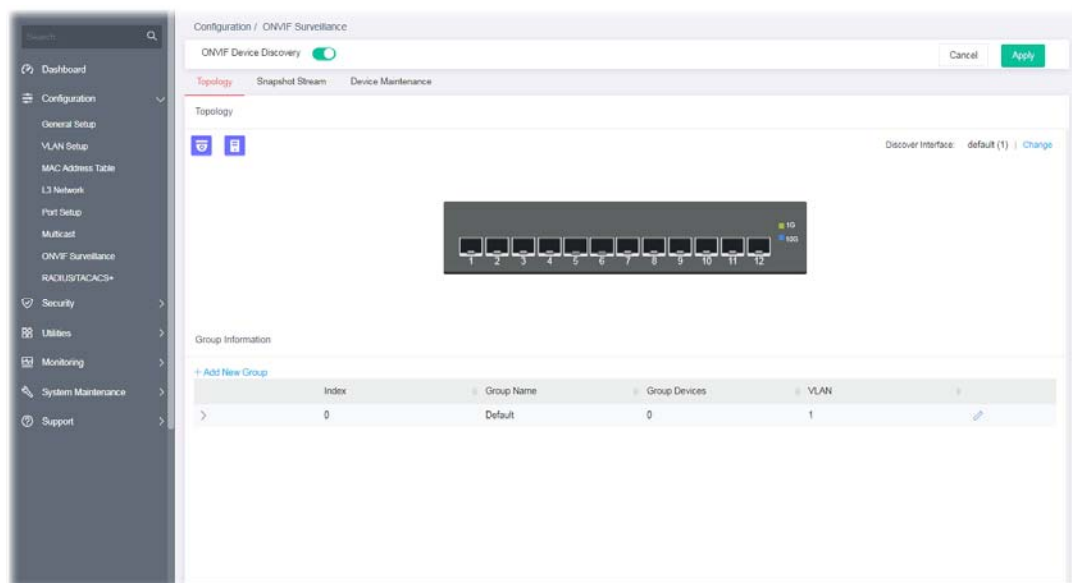 Search
Dashboard
Configuration
General Setup
VLAN Setup
MAC Address Table
L3 Network
Port Setup
Multicast
ONVIF Surveillance
RADIUS/TACACS+
Security
Utilities
Monitoring
System Maintenance
Support
Configuration / ONVIF Surveillance
ONVIF Device Discovery
Cancel Apply
Topology Snapshot Stream Device Maintenance
Topology
Discover Interface: default (1) | Change
1G
10G
1 2 3 4 5 6 7 8 9 10 11 12
Group Information
+ Add New Group
Index Group Name Group Devices VLAN
0 Default 0 1